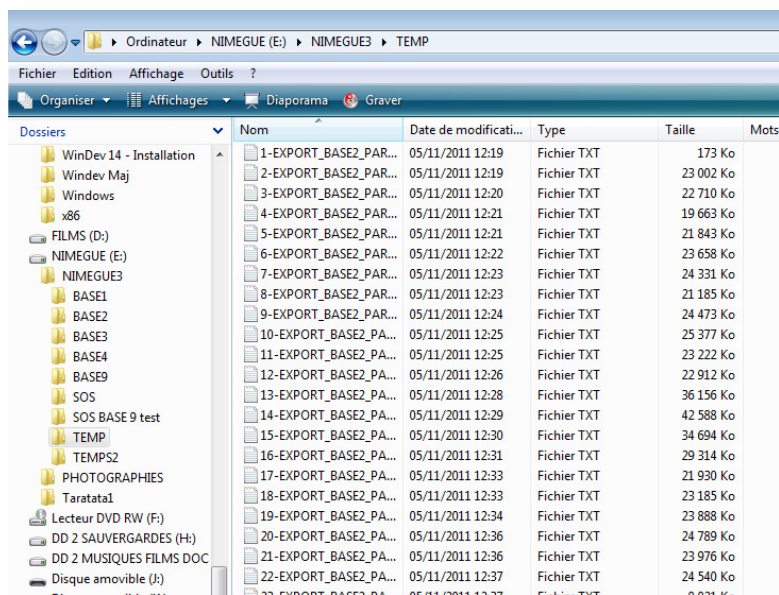 Ordinateur NIMEGUE (E:) NIMEGUE3 TEMP
Fichier Edition Affichage Outils ?
Organiser Affichages Diaporama Graver
Dossiers
WinDev 14 - Installation
Windev Maj
Windows
x86
FILMS (D:)
NIMEGUE (E:)
NIMEGUE3
BASE1
BASE2
BASE3
BASE4
BASE9
SOS
SOS BASE 9 test
TEMP
TEMPS2
PHOTOGRAPHIES
Taratata1
Lecteur DVD RW (F:)
DD 2 SAUVERGARDES (H:)
DD 2 MUSIQUES FILMS DOC
Disque amovible (J:)
Nom Date de modificati... Type Taille Mots
1-EXPORT_BASE2_PAR... 05/11/2011 12:19 Fichier TXT 173 Ko
2-EXPORT_BASE2_PAR... 05/11/2011 12:19 Fichier TXT 23 002 Ko
3-EXPORT_BASE2_PAR... 05/11/2011 12:20 Fichier TXT 22 710 Ko
4-EXPORT_BASE2_PAR... 05/11/2011 12:21 Fichier TXT 19 663 Ko
5-EXPORT_BASE2_PAR... 05/11/2011 12:21 Fichier TXT 21 843 Ko
6-EXPORT_BASE2_PAR... 05/11/2011 12:22 Fichier TXT 23 658 Ko
7-EXPORT_BASE2_PAR... 05/11/2011 12:23 Fichier TXT 24 331 Ko
8-EXPORT_BASE2_PAR... 05/11/2011 12:23 Fichier TXT 21 185 Ko
9-EXPORT_BASE2_PAR... 05/11/2011 12:24 Fichier TXT 24 473 Ko
10-EXPORT_BASE2_PA... 05/11/2011 12:25 Fichier TXT 25 377 Ko
11-EXPORT_BASE2_PA... 05/11/2011 12:25 Fichier TXT 23 222 Ko
12-EXPORT_BASE2_PA... 05/11/2011 12:26 Fichier TXT 22 912 Ko
13-EXPORT_BASE2_PA... 05/11/2011 12:28 Fichier TXT 36 156 Ko
14-EXPORT_BASE2_PA... 05/11/2011 12:29 Fichier TXT 42 588 Ko
15-EXPORT_BASE2_PA... 05/11/2011 12:30 Fichier TXT 34 694 Ko
16-EXPORT_BASE2_PA... 05/11/2011 12:31 Fichier TXT 29 314 Ko
17-EXPORT_BASE2_PA... 05/11/2011 12:33 Fichier TXT 21 930 Ko
18-EXPORT_BASE2_PA... 05/11/2011 12:33 Fichier TXT 23 185 Ko
19-EXPORT_BASE2_PA... 05/11/2011 12:34 Fichier TXT 23 888 Ko
20-EXPORT_BASE2_PA... 05/11/2011 12:36 Fichier TXT 24 789 Ko
21-EXPORT_BASE2_PA... 05/11/2011 12:36 Fichier TXT 23 976 Ko
22-EXPORT_BASE2_PA... 05/11/2011 12:37 Fichier TXT 24 540 Ko